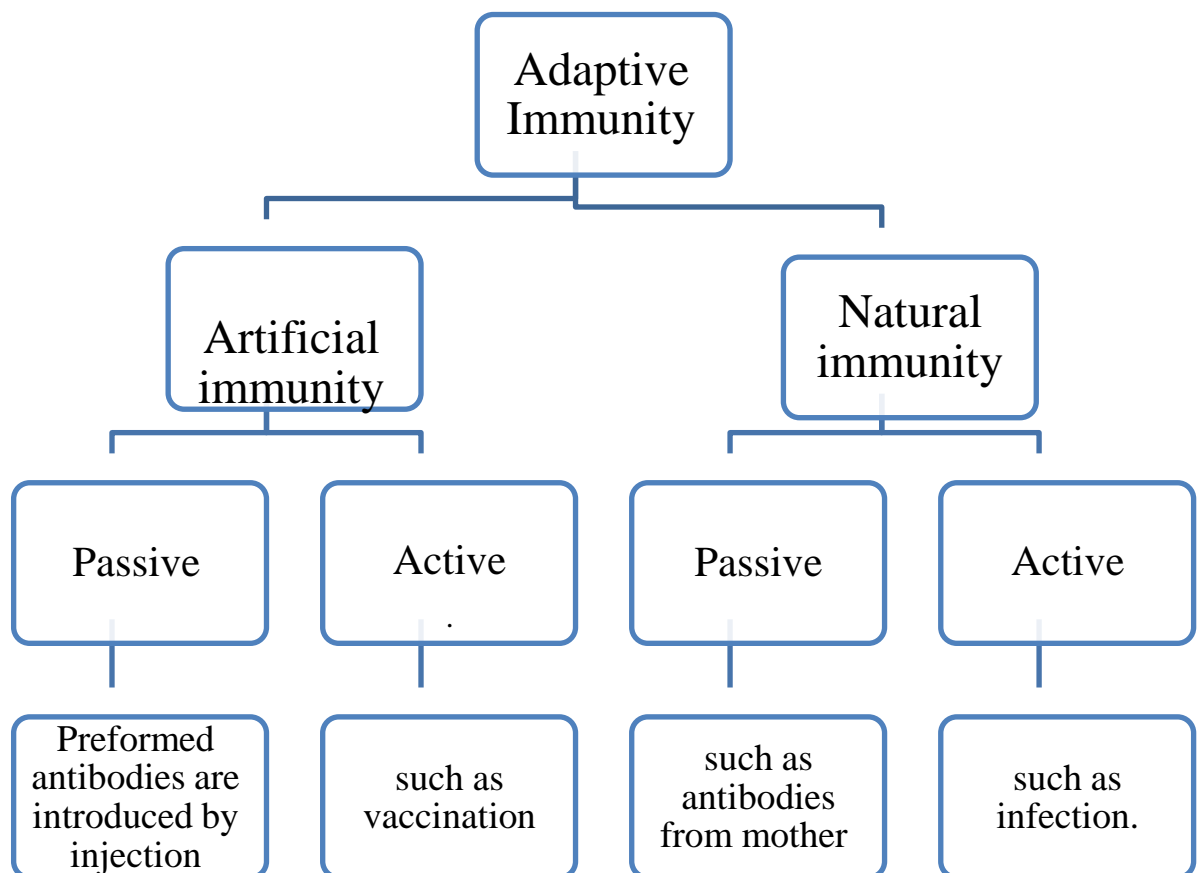 Adaptive
Immunity
Artificial
immunity
Natural
immunity
Passive
Active
.
Passive
Active
Preformed
antibodies are
introduced by
injection
such as
vaccination
such as
antibodies
from mother
such as
infection.